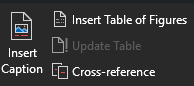 Insert Caption
Insert Table of Figures
Update Table
Cross-reference